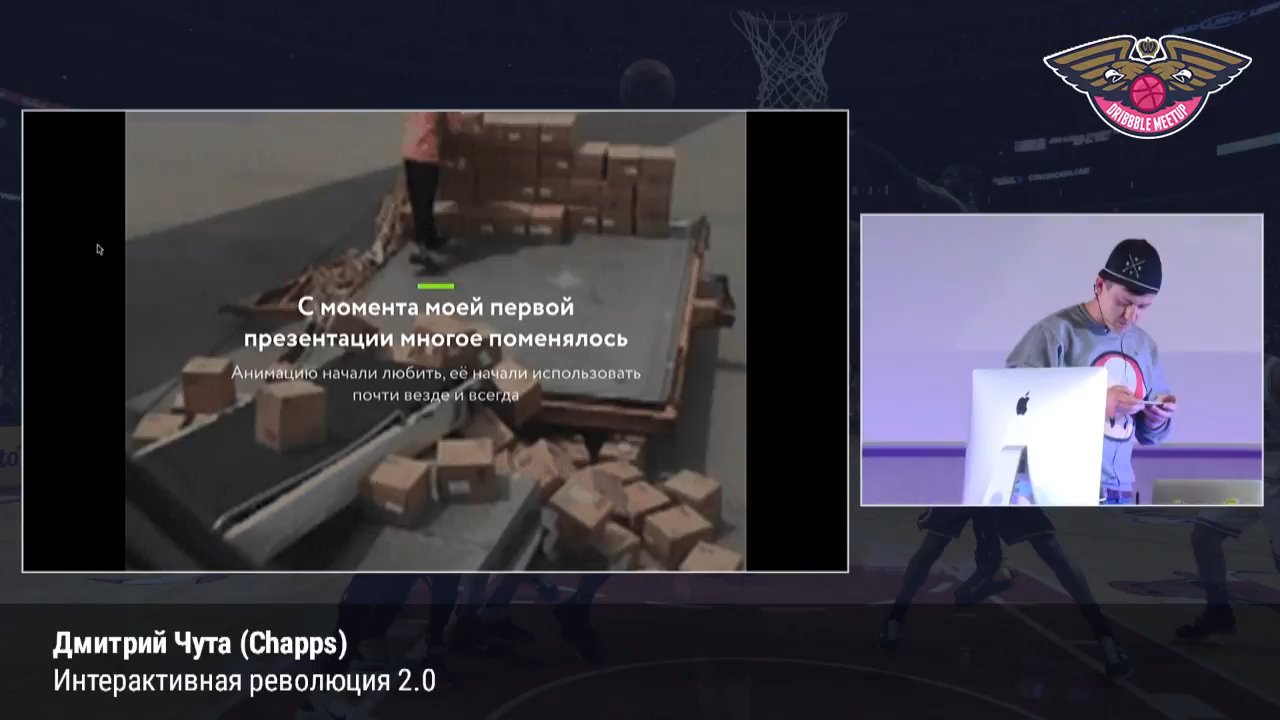 DRIBBBLE MEETUP
С момента моей первой
презентации многое поменялось
Анимацию начали любить, её начали использовать
почти везде и всегда
Дмитрий Чута (Chapps)
Интерактивная революция 2.0